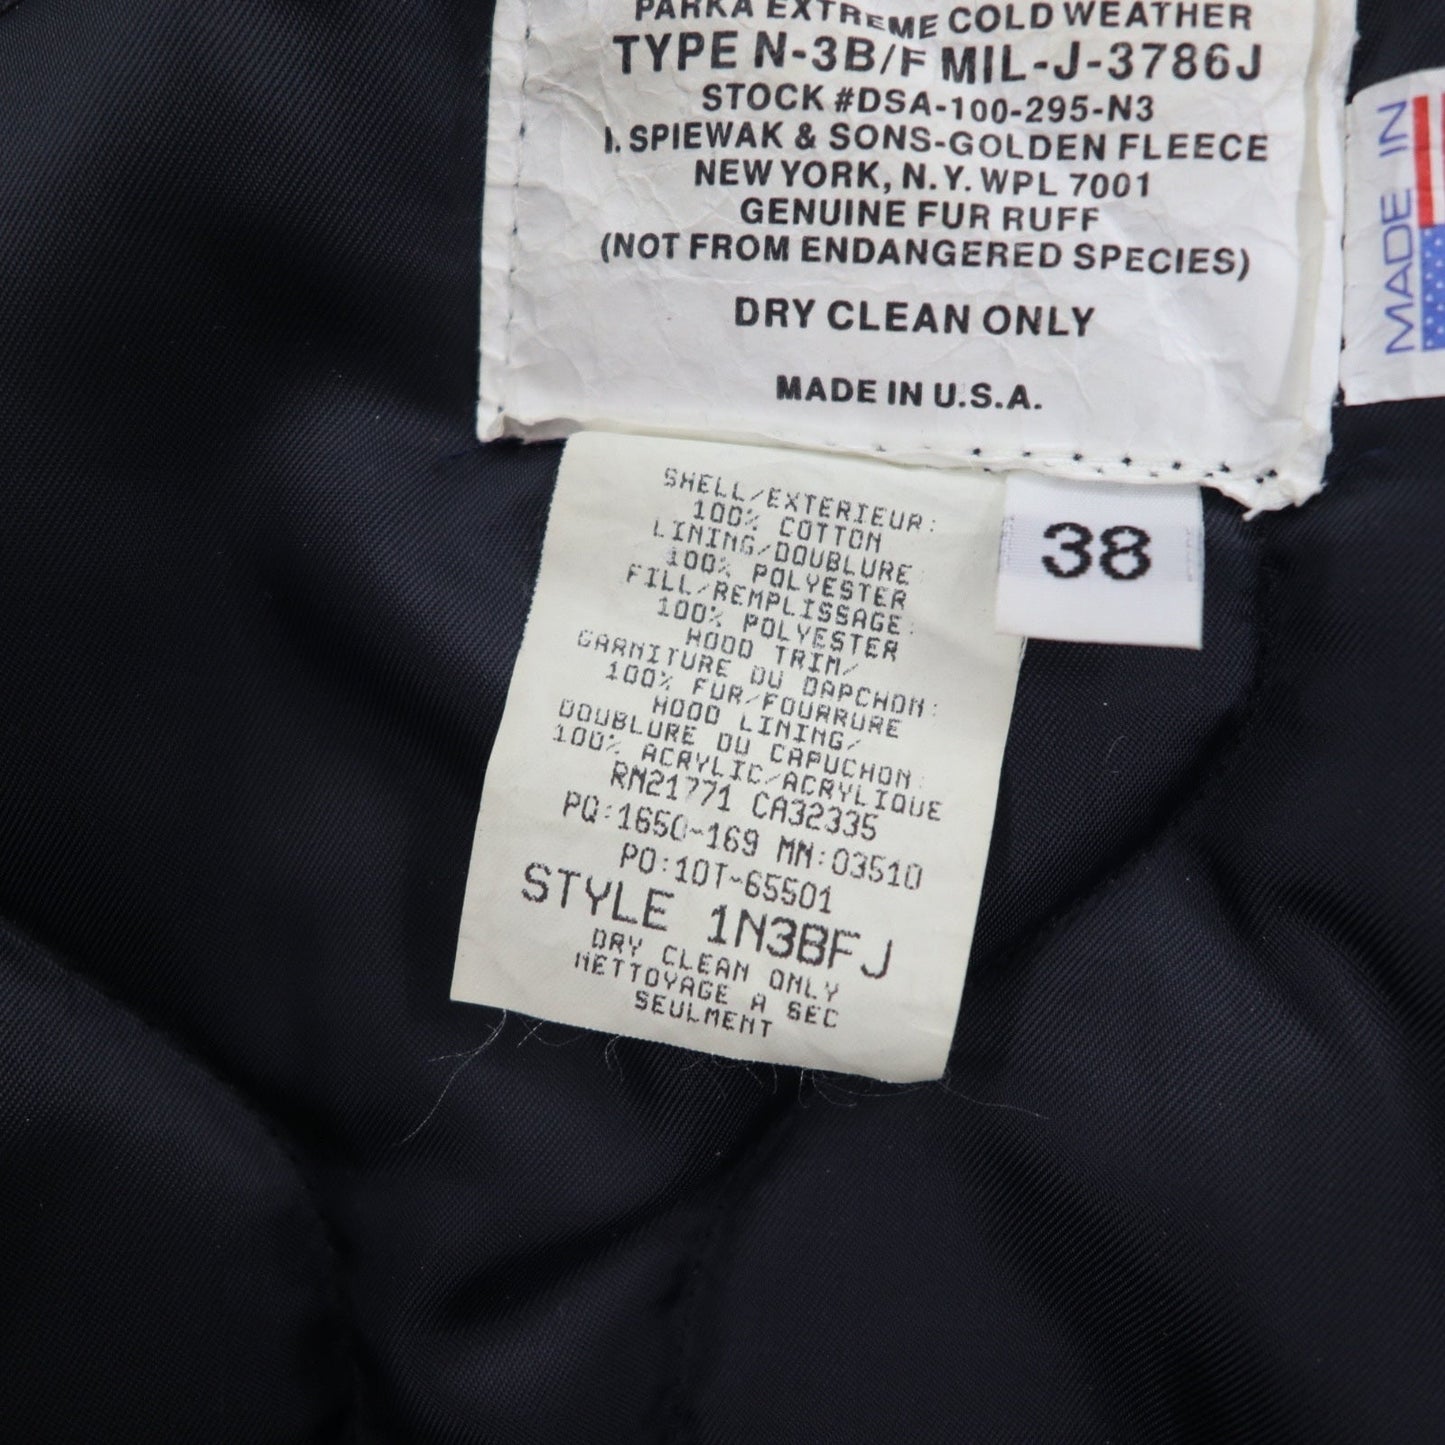 PARKA EXTREME COLD WEATHER
TYPE N-3B/F MIL-J-3786J
STOCK #DSA-100-295-N3
I. SPIEWAK & SONS-GOLDEN FLEECE
NEW YORK, N.Y. WPL 7001
GENUINE FUR RUFF
(NOT FROM ENDANGERED SPECIES)
DRY CLEAN ONLY
MADE IN U.S.A.
MADE IN
38
SHELL/EXTERIEUR:
100% COTTON
LINING/DOUBLURE:
100% POLYESTER
FILL/REMPLISSAGE:
100% POLYESTER
HOOD TRIM/
GARNITURE DU DAPCHON:
100% FUR/FOURRURE
HOOD LINING/
DOUBLURE DU CAPUCHON:
100% ACRYLIC/ACRYLIQUE
RN21771 CA32335
PQ:1650-169 MN:03510
PO:10T-65501
STYLE 1N3BFJ
DRY CLEAN ONLY
NETTOYAGE A SEC
SEULMENT